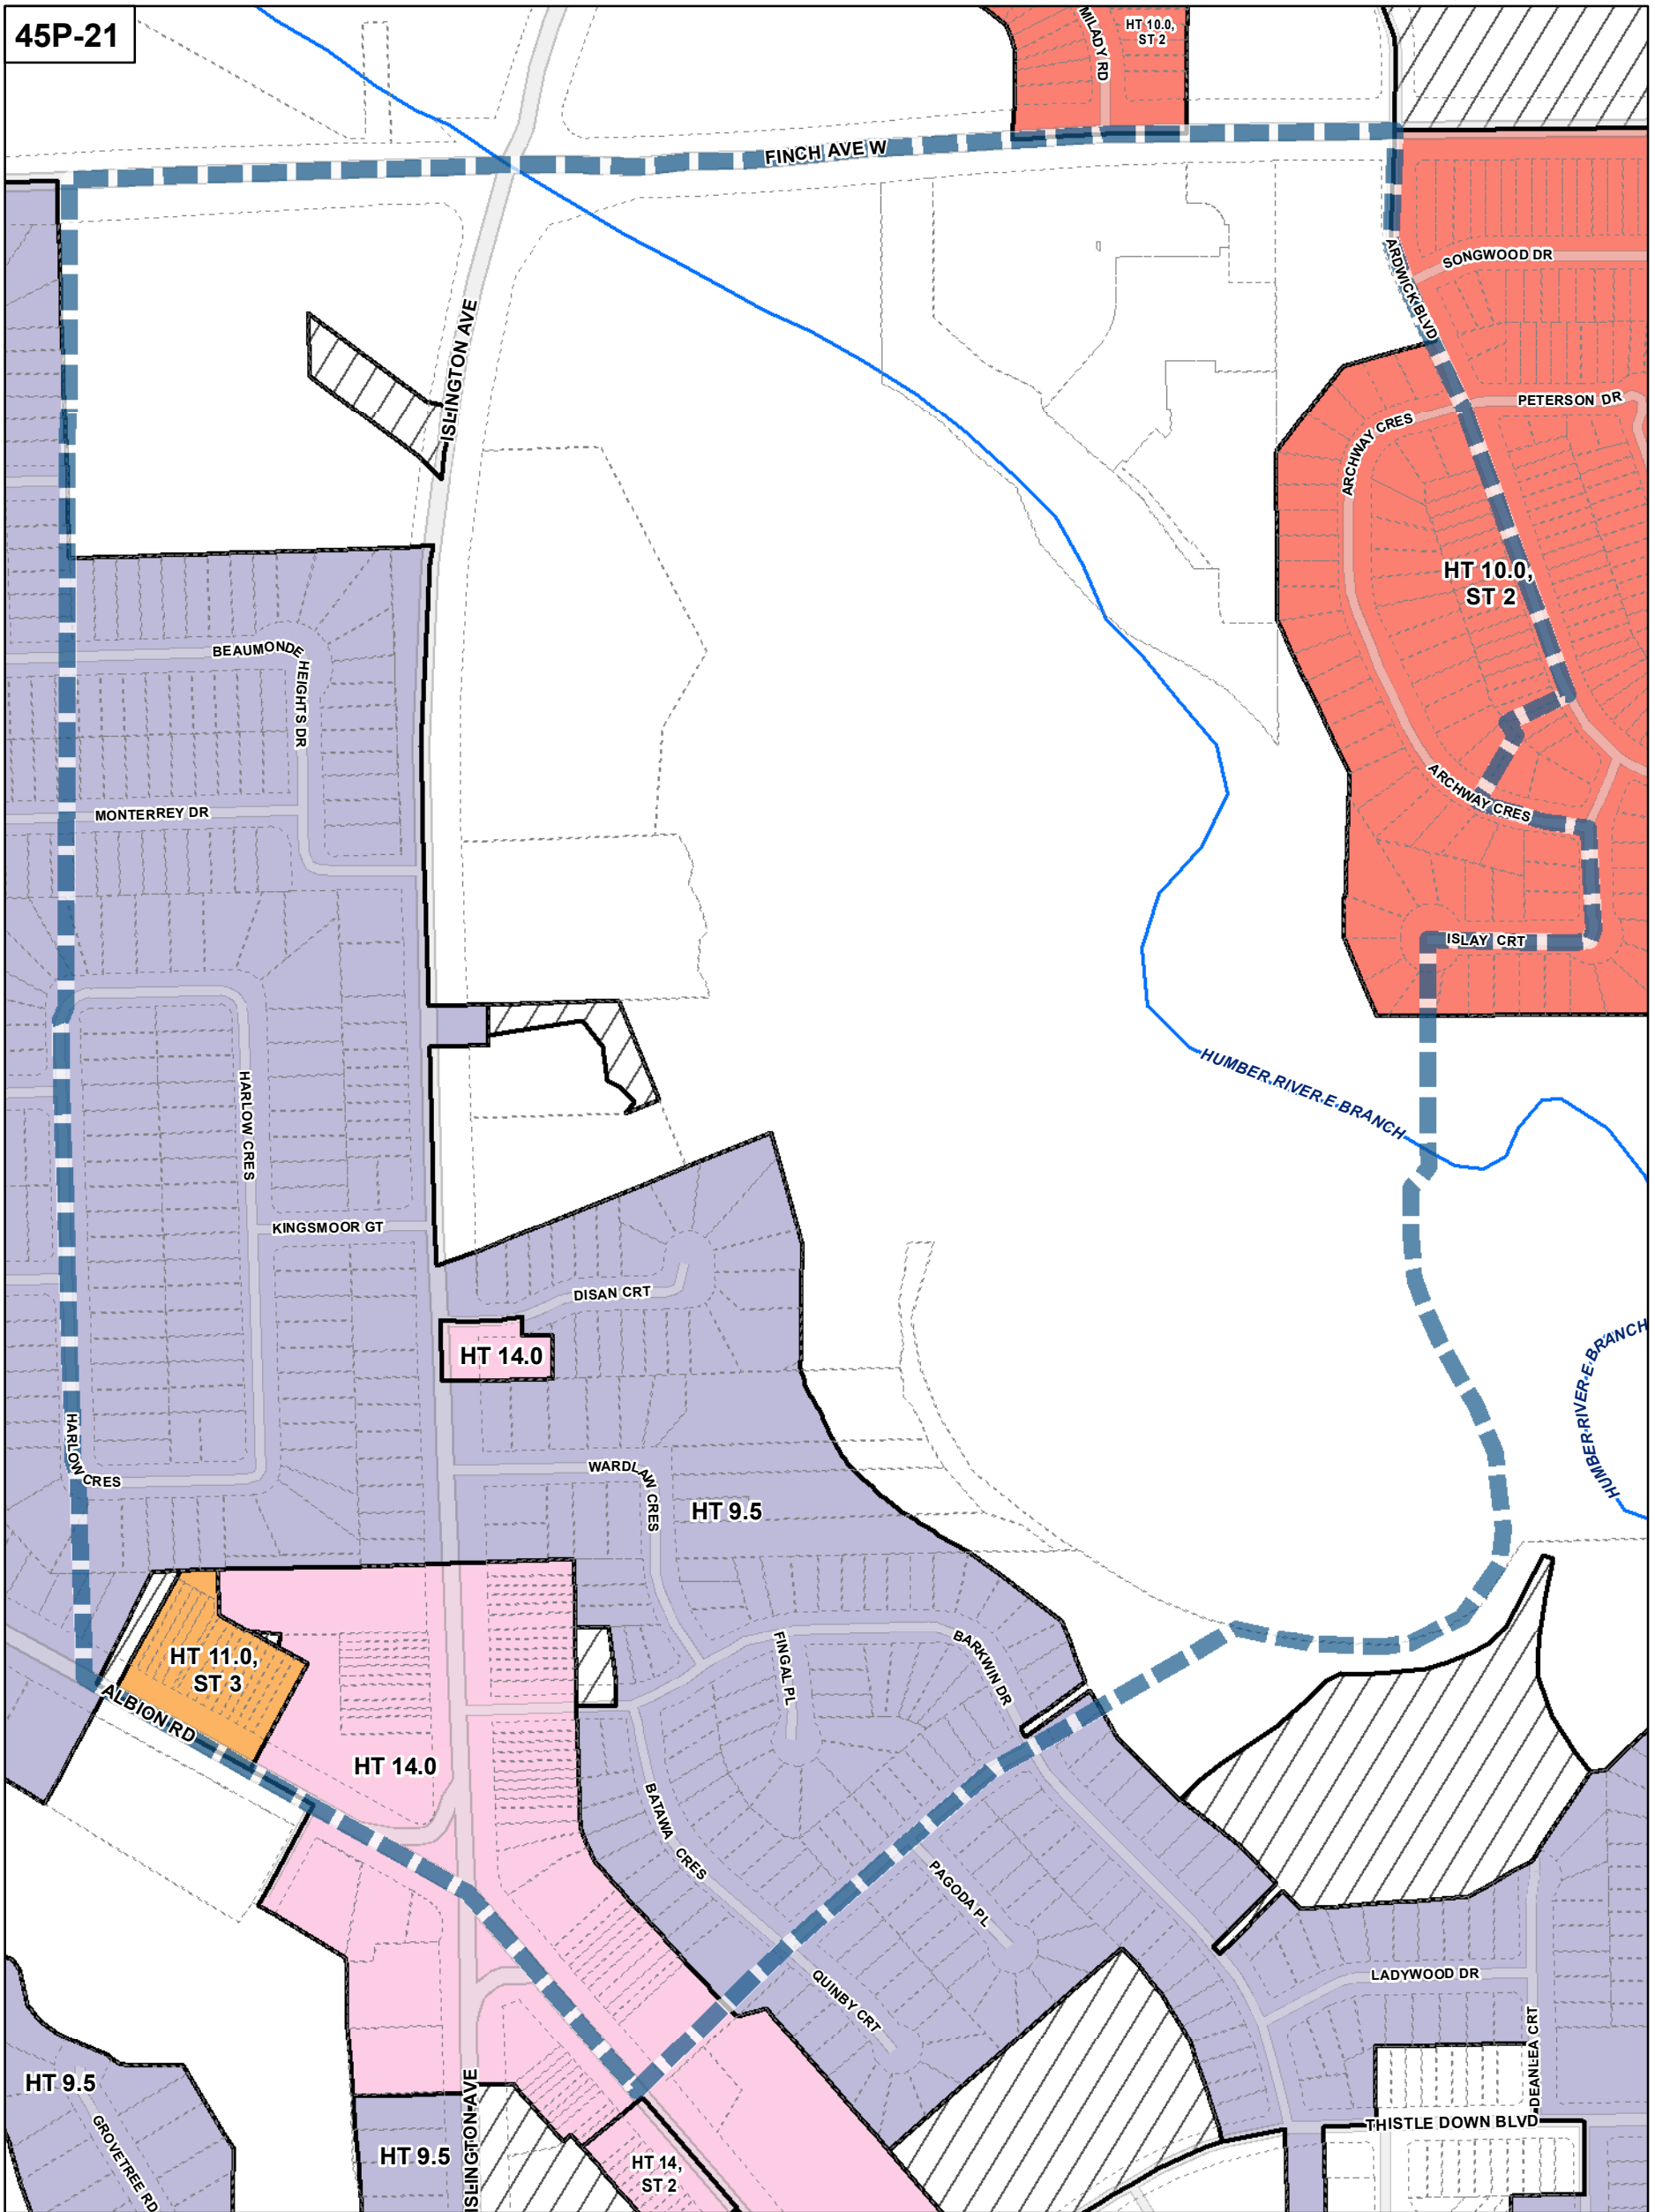 45P-21
MILADY RD
HT 10.0,
ST 2
FINCH AVE W
ISLINGTON AVE
ARDWICK BLVD
SONGWOOD DR
PETERSON DR
ARCHWAY CRES
HT 10.0,
ST 2
BEAUMONDE
HEIGHTS DR
MONTERREY DR
ARCHWAY CRES
ISLAY CRT
HUMBER RIVER E BRANCH
HARLOW CRES
KINGSMOOR GT
DISAN CRT
HT 14.0
HUMBER RIVER E BRANCH
HARLOW CRES
WARDLAW CRES
HT 9.5
HT 11.0,
ST 3
FINGAL PL
BARKWIN DR
ALBION RD
HT 14.0
BATAWA CRES
PAGODA PL
QUINBY CRT
LADYWOOD DR
DEANLEA CRT
HT 9.5
GROVETREE RD
ISLINGTON AVE
HT 9.5
HT 14,
ST 2
THISTLE DOWN BLVD